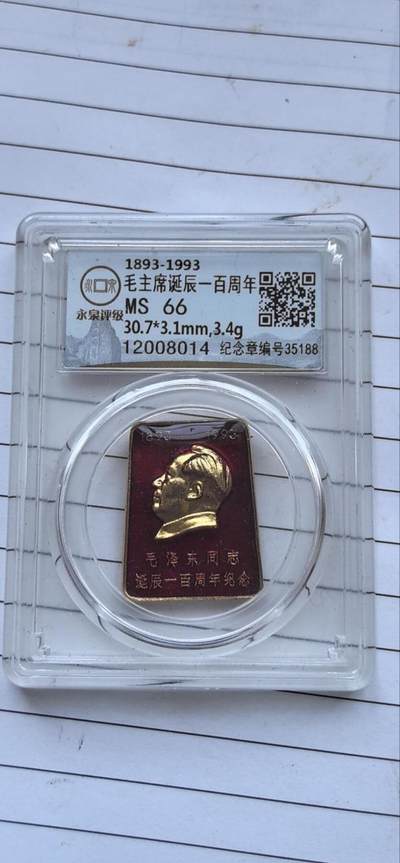 1893-1993
毛主席诞辰一百周年
MS 66
30.7*3.1mm,3.4g
永泉评级
12008014 纪念章编号35188
1893 1993
毛泽东同志
诞辰一百周年纪念